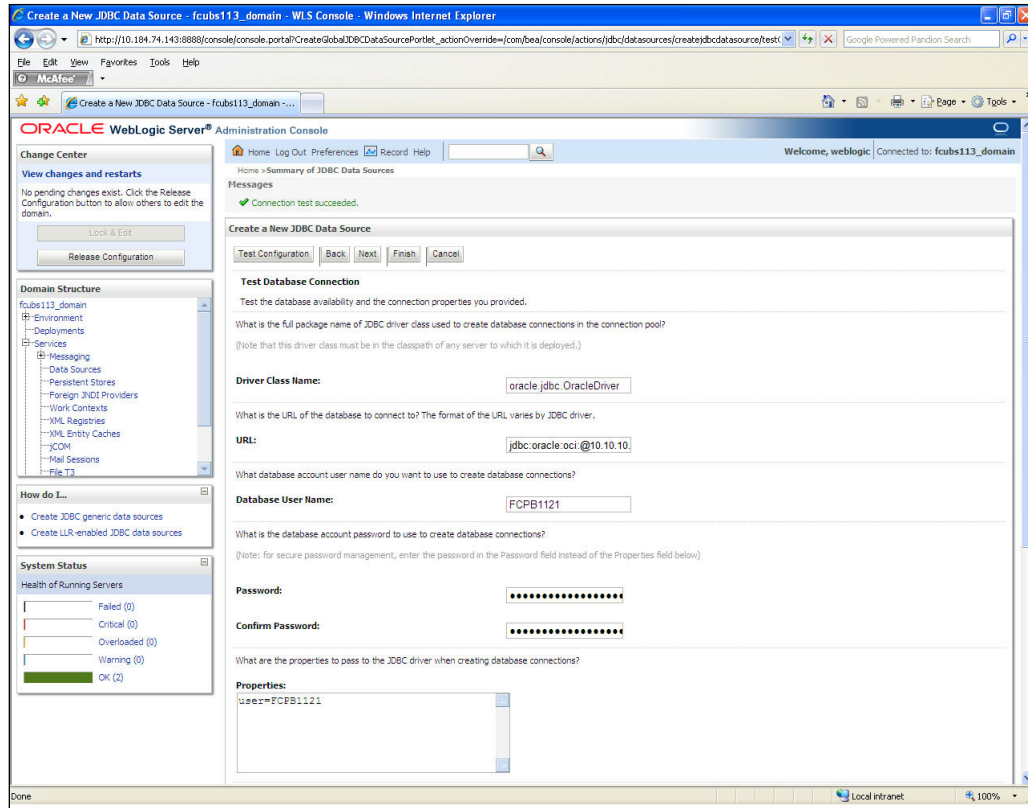 Create a New JDBC Data Source - fcubs113_domain - WLS Console - Windows Internet Explorer
http://10.184.74.143:8888/console/console.portal?CreateGlobalJDBCDataSourcePortlet_actionOverride=/com/bea/console/actions/jdbc/datasources/createjdbcdatasource/test(
Google Powered Pandion Search
File Edit View Favorites Tools Help
McAfee
Create a New JDBC Data Source - fcubs113_domain -...
Page Tools
ORACLE WebLogic Server® Administration Console
Change Center
View changes and restarts
No pending changes exist. Click the Release
Configuration button to allow others to edit the
domain.
Lock & Edit
Release Configuration
Domain Structure
fcubs113_domain
Environment
Deployments
Services
Messaging
Data Sources
Persistent Stores
Foreign JNDI Providers
Work Contexts
XML Registries
XML Entity Caches
jCOM
Mail Sessions
File T3
How do I...
Create JDBC generic data sources
Create LLR-enabled JDBC data sources
System Status
Health of Running Servers
Failed (0)
Critical (0)
Overloaded (0)
Warning (0)
OK (2)
Home Log Out Preferences Record Help
Welcome, weblogic Connected to: fcubs113_domain
Home >Summary of JDBC Data Sources
Messages
Connection test succeeded.
Create a New JDBC Data Source
Test Configuration Back Next Finish Cancel
Test Database Connection
Test the database availability and the connection properties you provided.
What is the full package name of JDBC driver class used to create database connections in the connection pool?
(Note that this driver class must be in the classpath of any server to which it is deployed.)
Driver Class Name: oracle.jdbc.OracleDriver
What is the URL of the database to connect to? The format of the URL varies by JDBC driver.
URL: jdbc:oracle:oci:@10.10.10.
What database account user name do you want to use to create database connections?
Database User Name: FCPB1121
What is the database account password to use to create database connections?
(Note: for secure password management, enter the password in the Password field instead of the Properties field below)
Password:
Confirm Password:
What are the properties to pass to the JDBC driver when creating database connections?
Properties:
user=FCPB1121
Done
Local intranet
100%